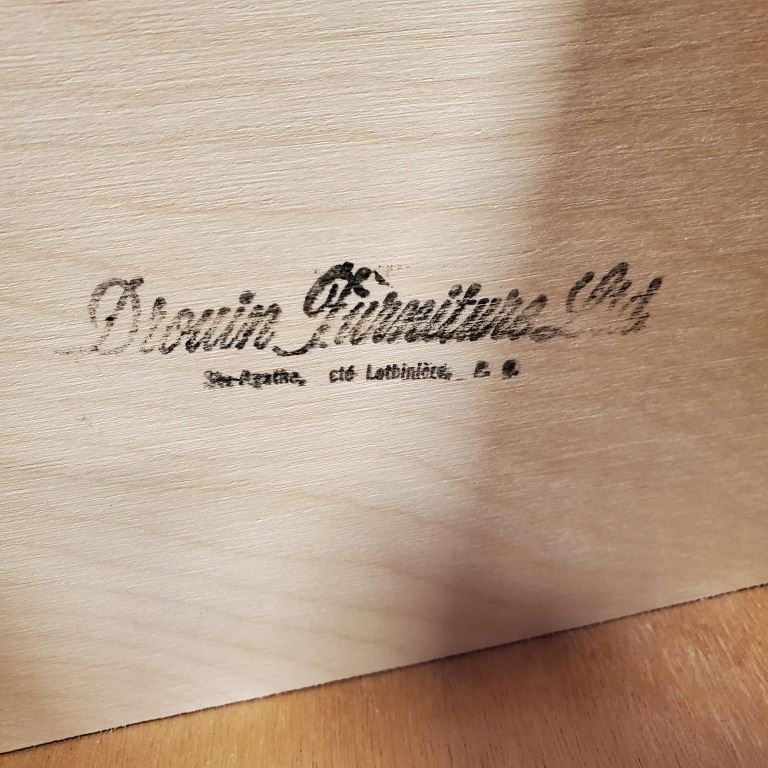 Drouin Furniture Ltd
Ste-Agathe, cté Lotbinière, P. Q.